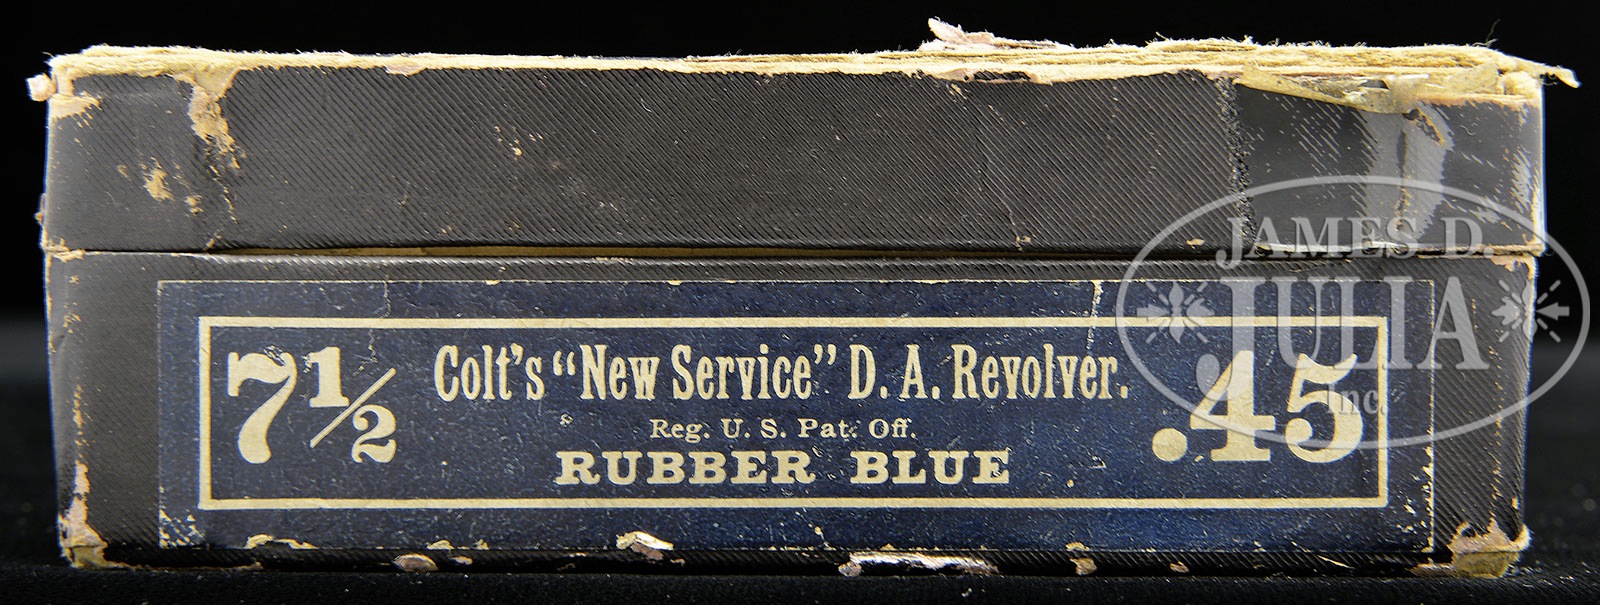 7½ Colt's "New Service" D. A. Revolver. .45
Reg. U. S. Pat. Off.
RUBBER BLUE
JAMES D.
JULIA
Inc.